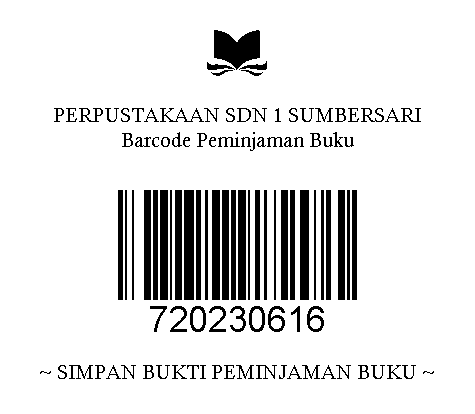 PERPUSTAKAAN SDN 1 SUMBERSARI
Barcode Peminjaman Buku
720230616
~ SIMPAN BUKTI PEMINJAMAN BUKU ~